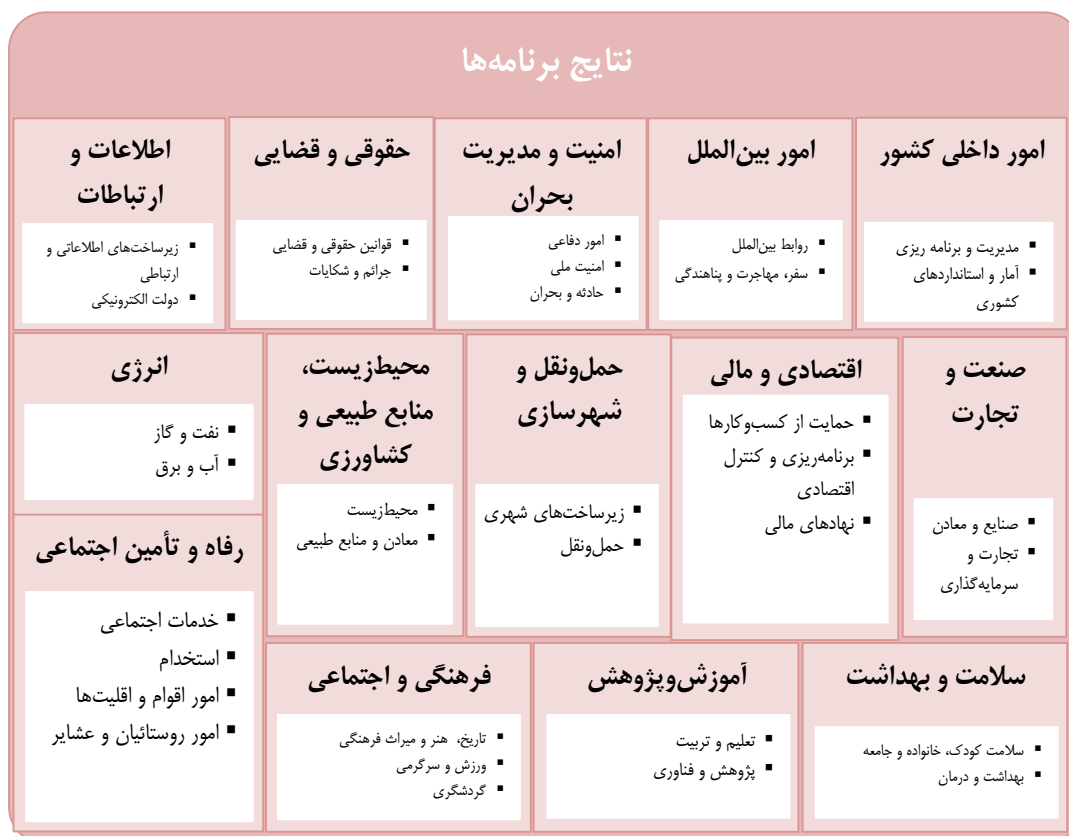 نتایج برنامه‌ها
امور داخلی کشور
▪ مدیریت و برنامه ریزی
▪ آمار و استانداردهای
کشوری
امور بین‌الملل
▪ روابط بین‌الملل
▪ سفر، مهاجرت و پناهندگی
امنیت و مدیریت
بحران
▪ امور دفاعی
▪ امنیت ملی
▪ حادثه و بحران
حقوقی و قضایی
▪ قوانین حقوقی و قضایی
▪ جرائم و شکایات
اطلاعات و
ارتباطات
▪ زیرساخت‌های اطلاعاتی و
ارتباطی
▪ دولت الکترونیکی
صنعت و
تجارت
▪ صنایع و معادن
▪ تجارت و
سرمایه‌گذاری
اقتصادی و مالی
▪ حمایت از کسب‌وکارها
▪ برنامه‌ریزی و کنترل
اقتصادی
▪ نهادهای مالی
حمل‌ونقل و
شهرسازی
▪ زیرساخت‌های شهری
▪ حمل‌ونقل
محیط‌زیست،
منابع طبیعی و
کشاورزی
▪ محیط‌زیست
▪ معادن و منابع طبیعی
انرژی
▪ نفت و گاز
▪ آب و برق
رفاه و تأمین اجتماعی
▪ خدمات اجتماعی
▪ استخدام
▪ امور اقوام و اقلیت‌ها
▪ امور روستائیان و عشایر
سلامت و بهداشت
▪ سلامت کودک، خانواده و جامعه
▪ بهداشت و درمان
آموزش‌وپژوهش
▪ تعلیم و تربیت
▪ پژوهش و فناوری
فرهنگی و اجتماعی
▪ تاریخ، هنر و میراث فرهنگی
▪ ورزش و سرگرمی
▪ گردشگری